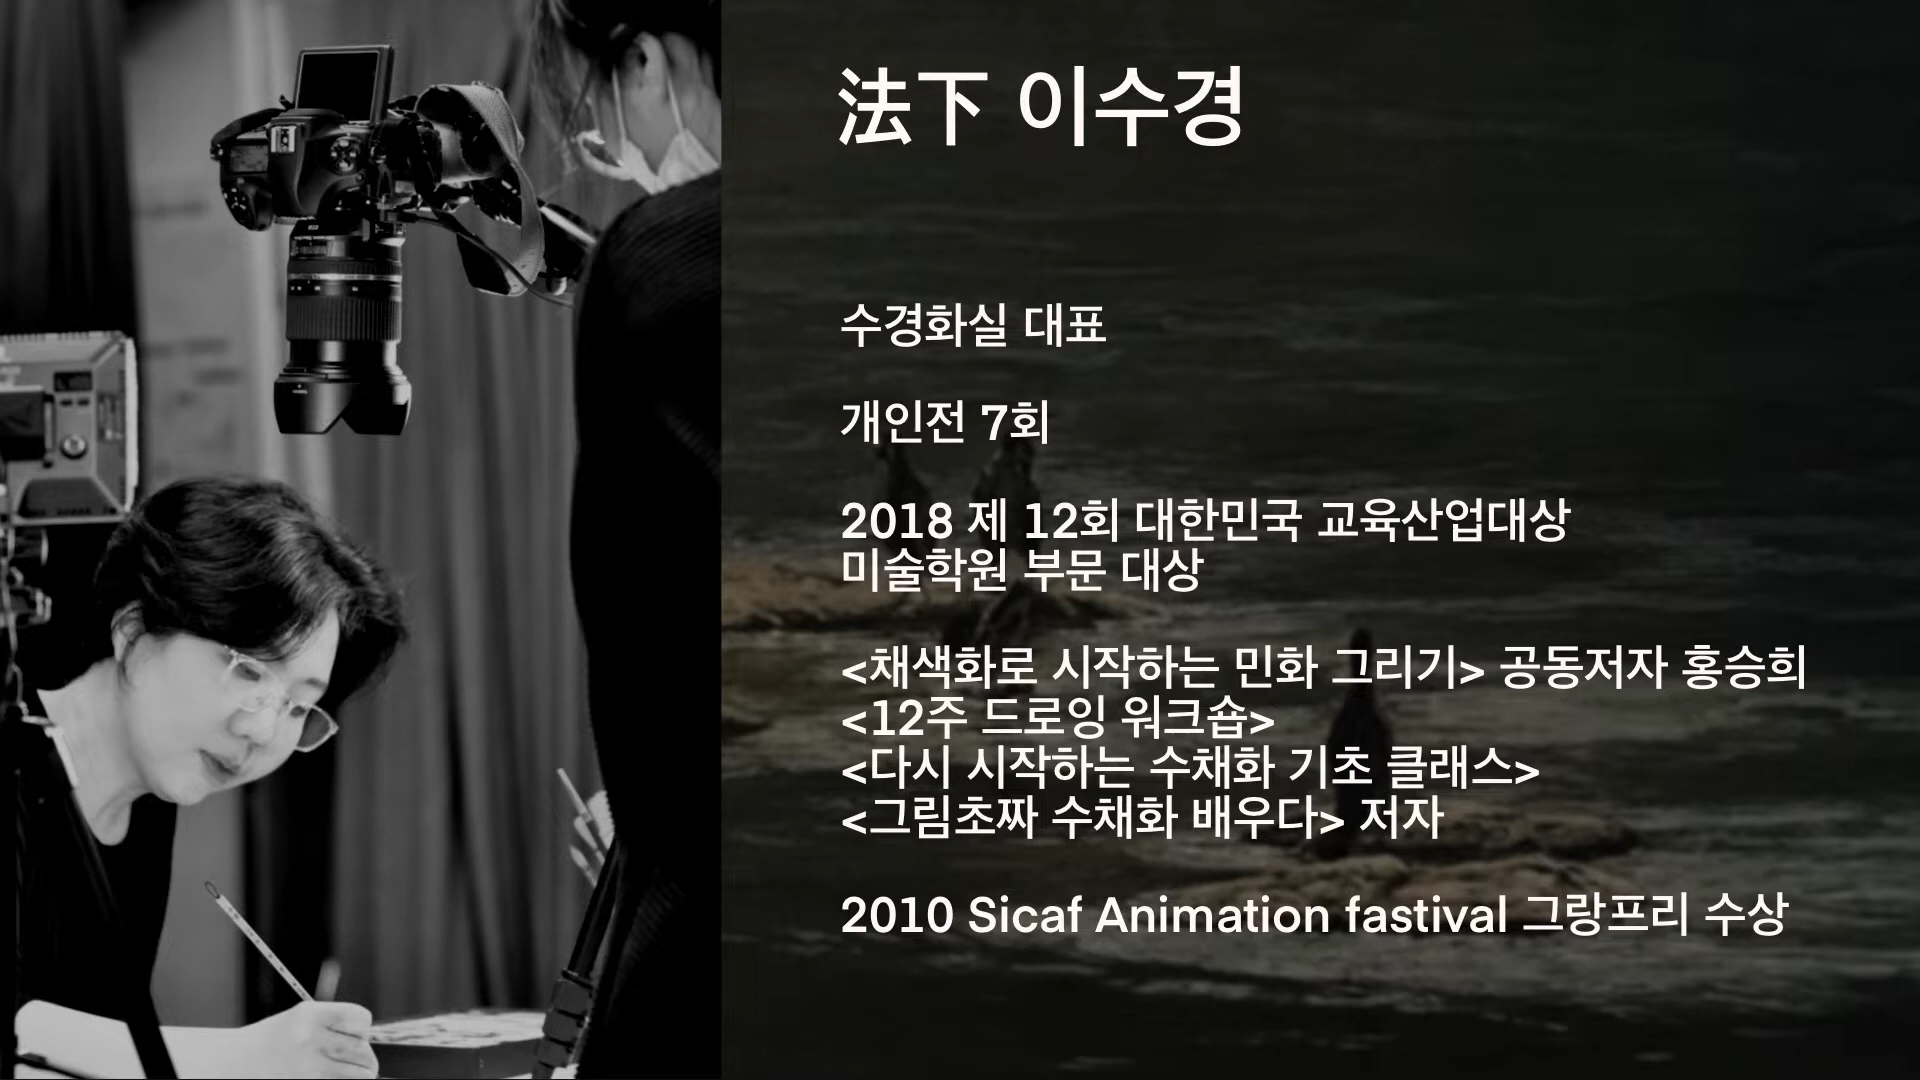 法下 이수경
수경화실 대표
개인전 7회
2018 제 12회 대한민국 교육산업대상
미술학원 부문 대상
<채색화로 시작하는 민화 그리기> 공동저자 홍승희
<12주 드로잉 워크숍>
<다시 시작하는 수채화 기초 클래스>
<그림초짜 수채화 배우다> 저자
2010 Sicaf Animation fastival 그랑프리 수상